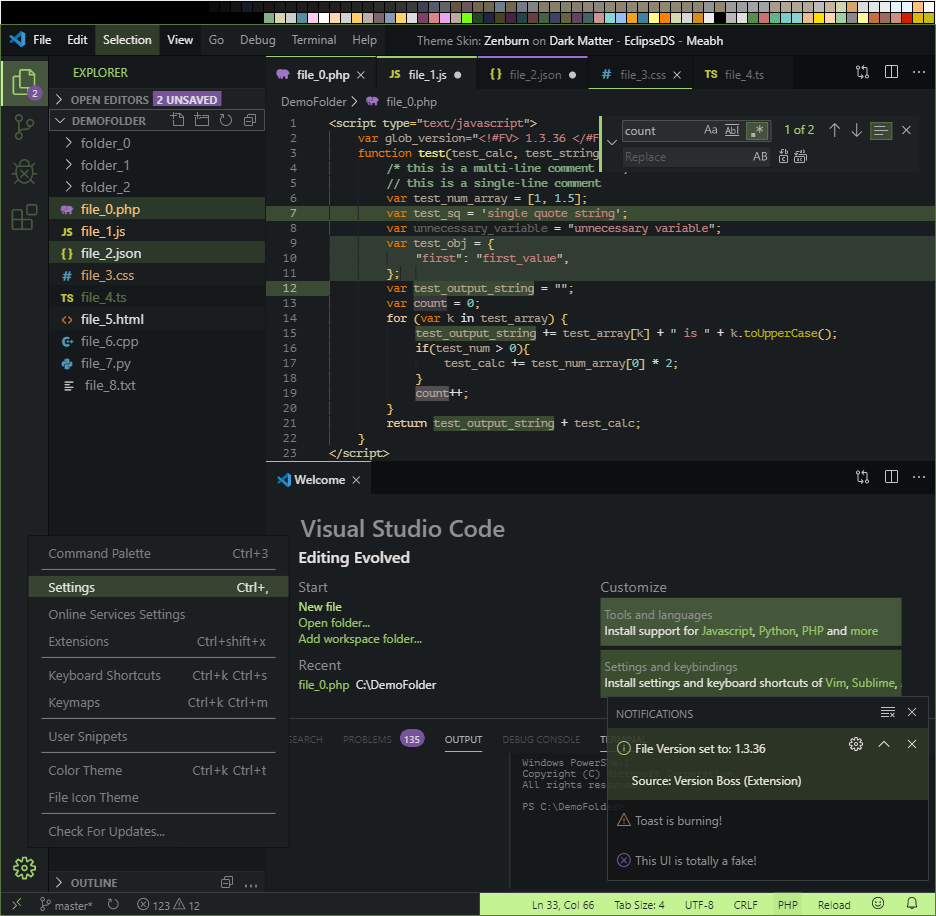 File Edit Selection View Go Debug Terminal Help Theme Skin: Zenburn on Dark Matter - EclipseDS - Meabh
2
EXPLORER
OPEN EDITORS 2 UNSAVED
DEMOFOLDER
folder_0
folder_1
folder_2
file_0.php
JS file_1.js
{} file_2.json
# file_3.css
TS file_4.ts
<> file_5.html
file_6.cpp
file_7.py
file_8.txt
file_0.php × JS file_1.js ● {} file_2.json ● # file_3.css × TS file_4.ts
DemoFolder > file_0.php
count Aa Abl .* 1 of 2
Replace AB
1 <script type="text/javascript">
2 var glob_version="<!#FV> 1.3.36 </#F
3 function test(test_calc, test_string
4 /* this is a multi-line comment
5 // this is a single-line comment
6 var test_num_array = [1, 1.5];
7 var test_sq = 'single quote string';
8 var unnecessary_variable = "unnecessary variable";
9 var test_obj = {
10 "first": "first_value",
11 };
12 var test_output_string = "";
13 var count = 0;
14 for (var k in test_array) {
15 test_output_string += test_array[k] + " is " + k.toUpperCase();
16 if(test_num > 0){
17 test_calc += test_num_array[0] * 2;
18 }
19 count++;
20 }
21 return test_output_string + test_calc;
22 }
23 </script>
Welcome ×
Visual Studio Code
Editing Evolved
Start
New file
Open folder...
Add workspace folder...
Recent
file_0.php C:\DemoFolder
Customize
Tools and languages
Install support for Javascript, Python, PHP and more
Settings and keybindings
Install settings and keyboard shortcuts of Vim, Sublime, .
Command Palette Ctrl+3
Settings Ctrl+,
Online Services Settings
Extensions Ctrl+shift+x
Keyboard Shortcuts Ctrl+k Ctrl+s
Keymaps Ctrl+k Ctrl+m
User Snippets
Color Theme Ctrl+k Ctrl+t
File Icon Theme
Check For Updates...
SEARCH PROBLEMS 135 OUTPUT DEBUG CONSOLE TERMINAL
Windows PowerShell
Copyright (C)
All rights reserved
PS C:\DemoFolder>
NOTIFICATIONS
File Version set to: 1.3.36
Source: Version Boss (Extension)
Toast is burning!
This UI is totally a fake!
OUTLINE
master* 123 12 Ln 33, Col 66 Tab Size: 4 UTF-8 CRLF PHP Reload